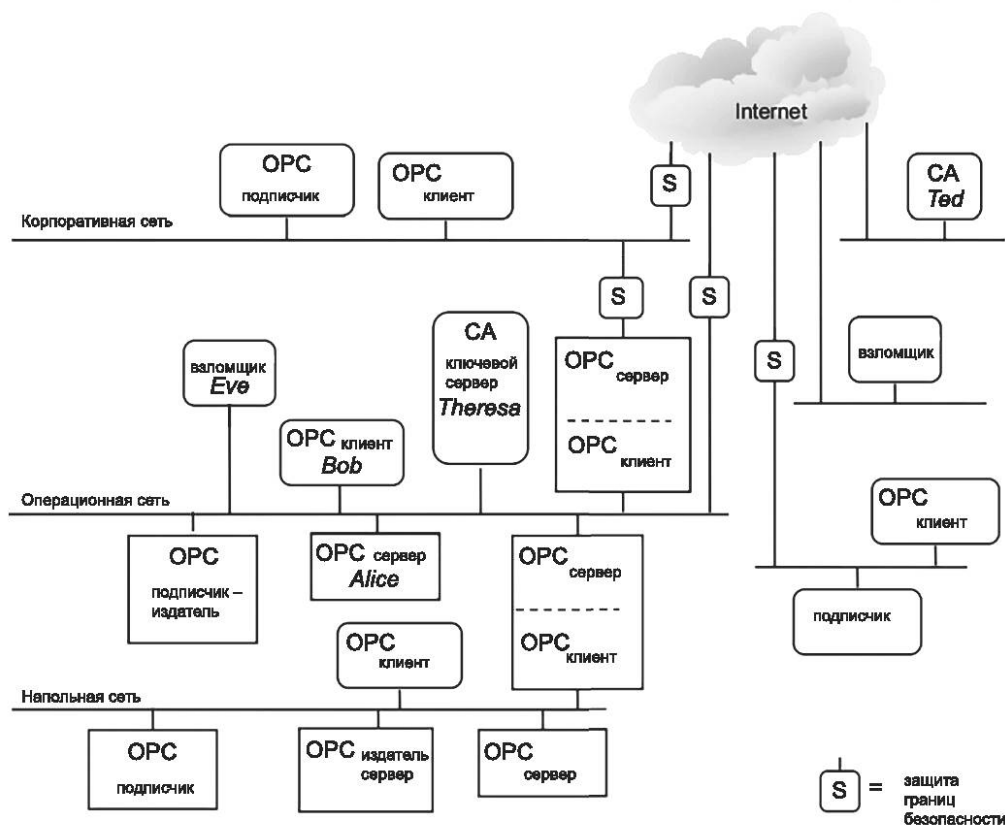 Internet
OPC
подписчик
OPC
клиент
S
CA
Ted
Корпоративная сеть
S
S
взломщик
Eve
OPC клиент
Bob
CA
ключевой
сервер
Theresa
OPC
сервер
OPC
клиент
S
взломщик
Операционная сеть
OPC
клиент
OPC
подписчик –
издатель
OPC сервер
Alice
OPC
сервер
OPC
клиент
подписчик
OPC
клиент
Напольная сеть
OPC
подписчик
OPC издатель
сервер
OPC
сервер
S = защита
границ
безопасности